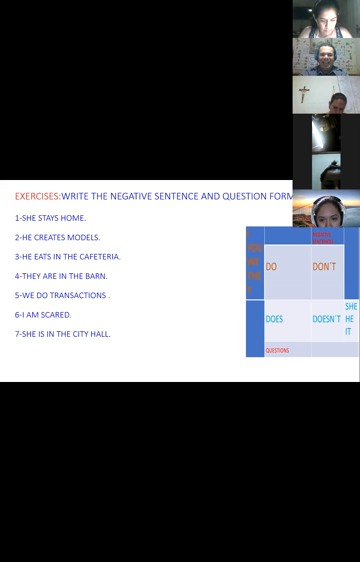 EXERCISES:WRITE THE NEGATIVE SENTENCE AND QUESTION FORM
1-SHE STAYS HOME.
2-HE CREATES MODELS.
3-HE EATS IN THE CAFETERIA.
4-THEY ARE IN THE BARN.
5-WE DO TRANSACTIONS .
6-I AM SCARED.
7-SHE IS IN THE CITY HALL.
DO
DON´T
DOES
DOESN´T
SHE
HE
IT
QUESTIONS